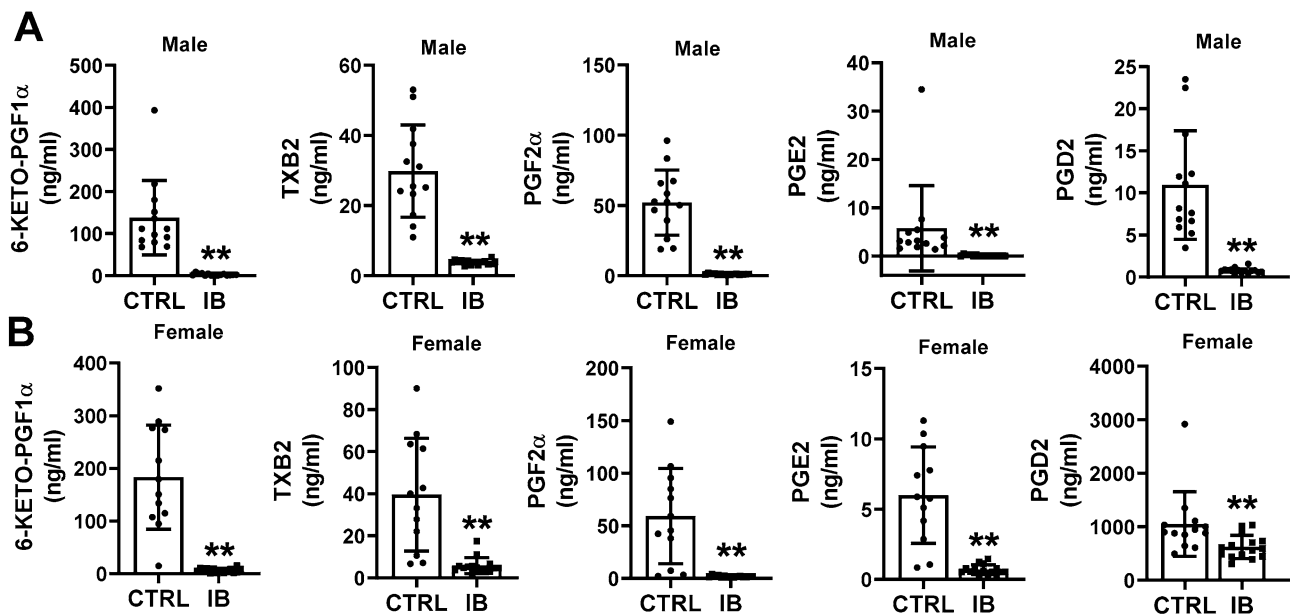 A
Male
6-KETO-PGF1α
(ng/ml)
500
400
300
200
100
0
**
CTRL IB
Male
TXB2
(ng/ml)
60
40
20
0
**
CTRL IB
Male
PGF2α
(ng/ml)
150
100
50
0
**
CTRL IB
Male
PGE2
(ng/ml)
40
30
20
10
0
**
CTRL IB
Male
PGD2
(ng/ml)
25
20
15
10
5
0
**
CTRL IB
B
Female
6-KETO-PGF1α
(ng/ml)
400
300
200
100
0
**
CTRL IB
Female
TXB2
(ng/ml)
100
80
60
40
20
0
**
CTRL IB
Female
PGF2α
(ng/ml)
200
150
100
50
0
**
CTRL IB
Female
PGE2
(ng/ml)
15
10
5
0
**
CTRL IB
Female
PGD2
(ng/ml)
4000
3000
2000
1000
0
**
CTRL IB